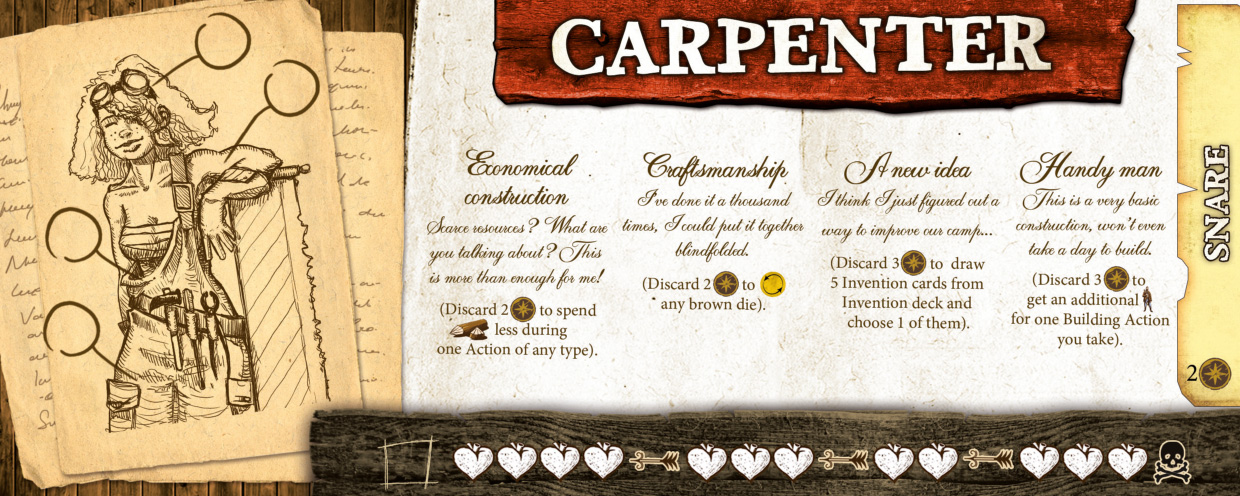 CARPENTER
Economical
construction
Scarce resources? What are
you talking about? This
is more than enough for me!
(Discard 2 to spend
less during
one Action of any type).
Craftsmanship
I've done it a thousand
times, I could put it together
blindfolded.
(Discard 2 to
any brown die).
A new idea
I think I just figured out a
way to improve our camp...
(Discard 3 to draw
5 Invention cards from
Invention deck and
choose 1 of them).
Handy man
This is a very basic
construction, won't even
take a day to build.
(Discard 3 to
get an additional
for one Building Action
you take).
SNARE
2